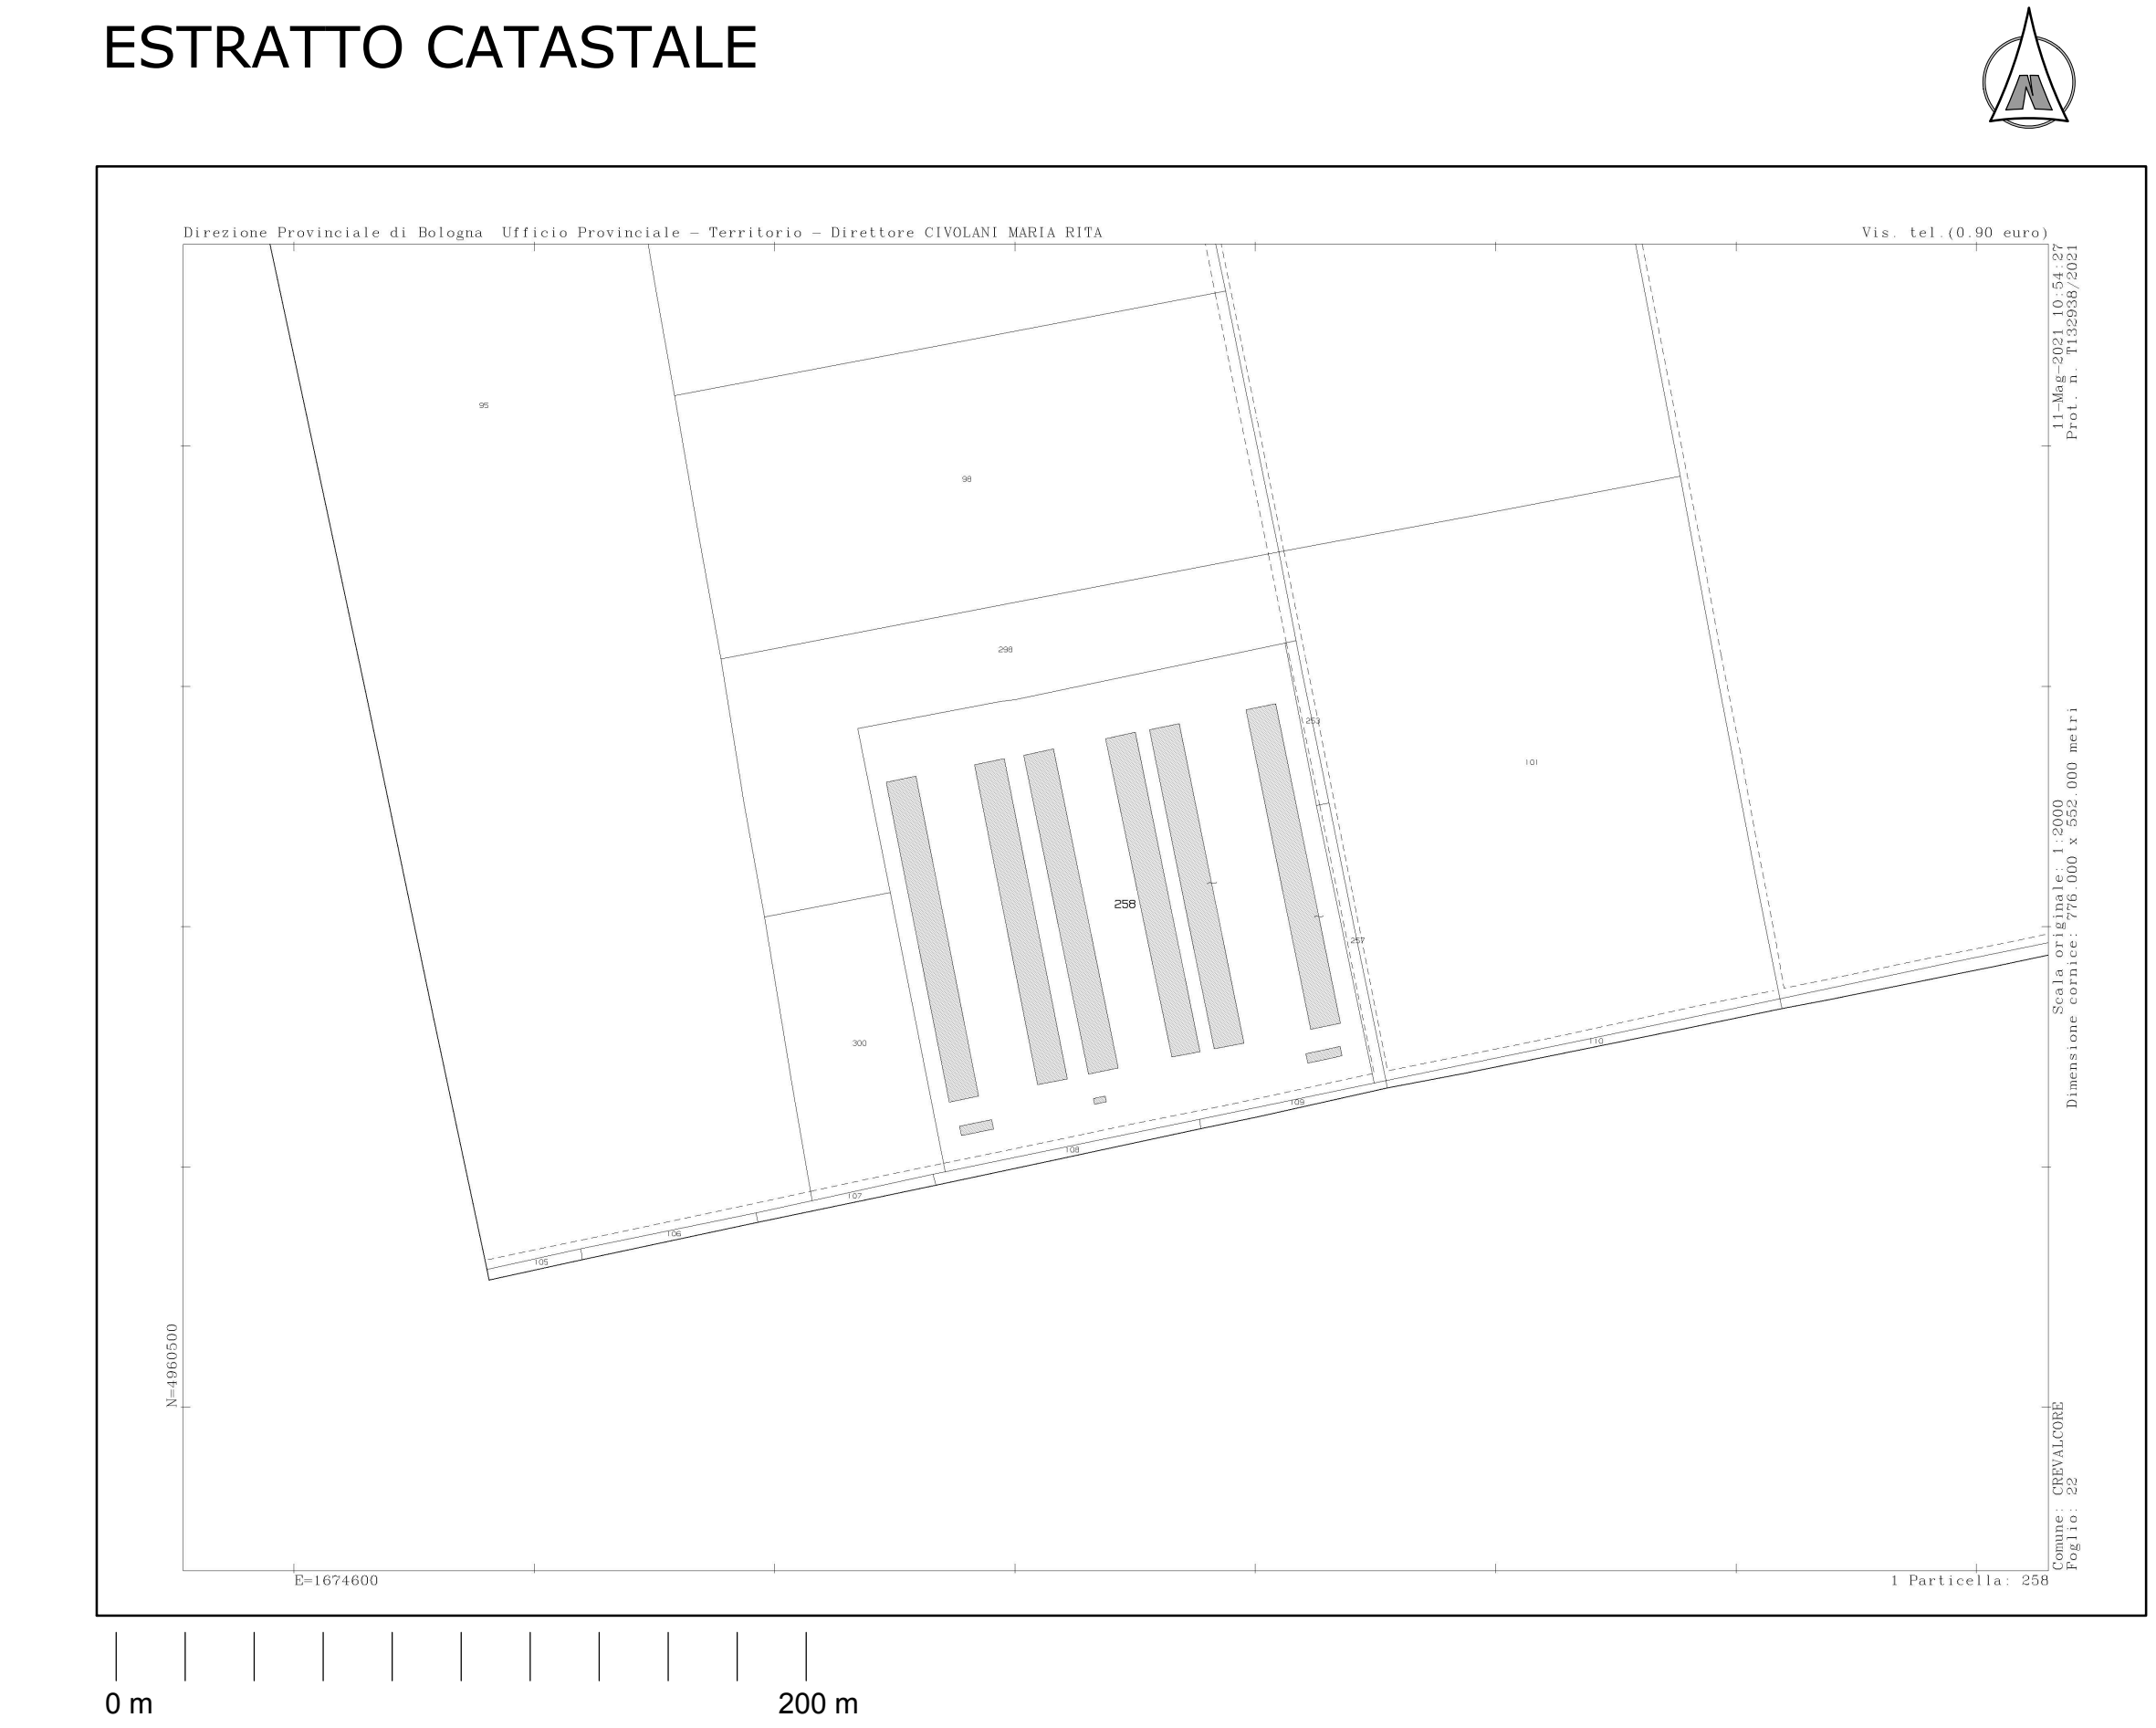 ESTRATTO CATASTALE
N
Direzione Provinciale di Bologna Ufficio Provinciale - Territorio - Direttore CIVOLANI MARIA RITA
Vis. tel.(0.90 euro)
11-Mag-2021 10:54:27
Prot. n. T132938/2021
Scala originale: 1:2000
Dimensione cornice: 776.000 x 552.000 metri
Comune: CREVALCORE
Foglio: 22
95
98
298
253
101
258
257
300
110
109
108
107
106
105
N=4960500
E=1674600
1 Particella: 258
0 m
200 m